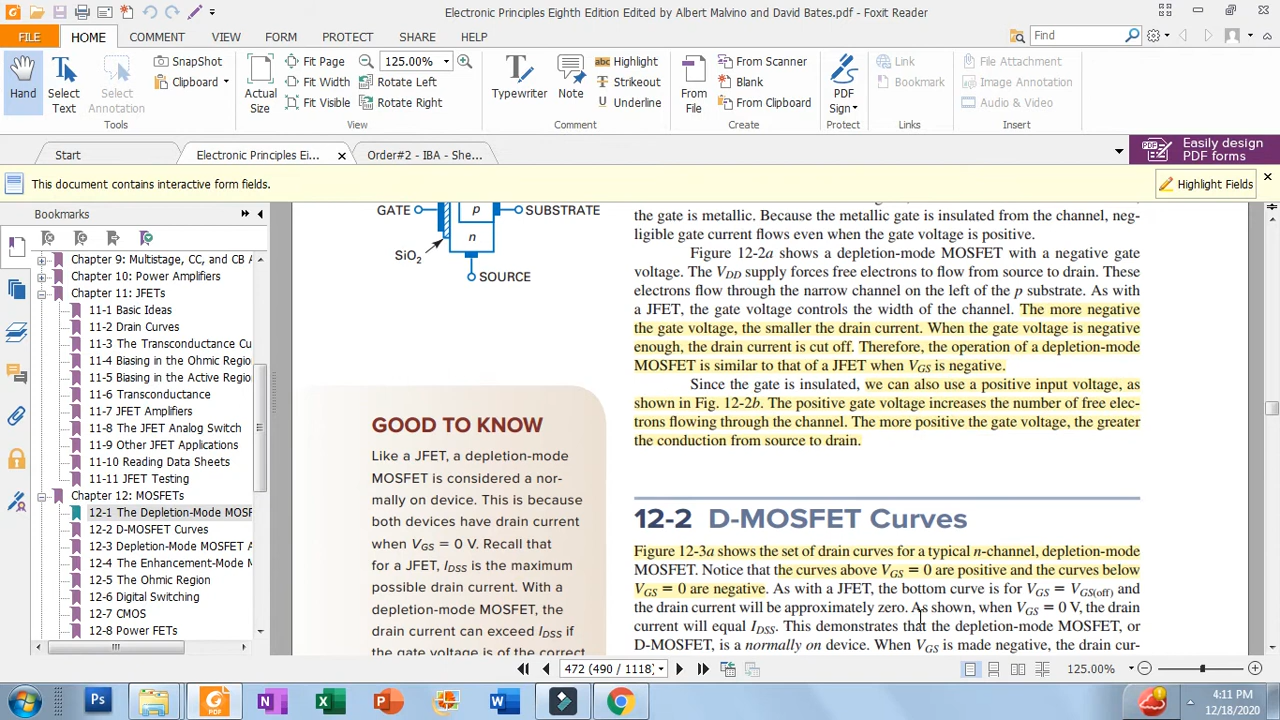 Electronic Principles Eighth Edition Edited by Albert Malvino and David Bates.pdf - Foxit Reader
FILE HOME COMMENT VIEW FORM PROTECT SHARE HELP
Find
Hand
Select Text
Select Annotation
SnapShot
Clipboard
Tools
Actual Size
Fit Page
Fit Width
Fit Visible
125.00%
Rotate Left
Rotate Right
View
Typewriter
Note
Highlight
Strikeout
Underline
Comment
From File
From Scanner
Blank
From Clipboard
Create
PDF Sign
Protect
Link
Bookmark
Links
File Attachment
Image Annotation
Audio & Video
Insert
Start
Electronic Principles Ei...
Order#2 - IBA - She...
Easily design
PDF forms
This document contains interactive form fields.
Highlight Fields
Bookmarks
Chapter 9: Multistage, CC, and CB A
Chapter 10: Power Amplifiers
Chapter 11: JFETs
11-1 Basic Ideas
11-2 Drain Curves
11-3 The Transconductance Cu
11-4 Biasing in the Ohmic Regio
11-5 Biasing in the Active Region
11-6 Transconductance
11-7 JFET Amplifiers
11-8 The JFET Analog Switch
11-9 Other JFET Applications
11-10 Reading Data Sheets
11-11 JFET Testing
Chapter 12: MOSFETs
12-1 The Depletion-Mode MOSF
12-2 D-MOSFET Curves
12-3 Depletion-Mode MOSFET A
12-4 The Enhancement-Mode M
12-5 The Ohmic Region
12-6 Digital Switching
12-7 CMOS
12-8 Power FETs
GATE
p
SUBSTRATE
n
SiO2
SOURCE
GOOD TO KNOW
Like a JFET, a depletion-mode
MOSFET is considered a nor-
mally on device. This is because
both devices have drain current
when VGS = 0 V. Recall that
for a JFET, IDSS is the maximum
possible drain current. With a
depletion-mode MOSFET, the
drain current can exceed IDSS if
the gate voltage is of the correct
the gate is metallic. Because the metallic gate is insulated from the channel, neg-
ligible gate current flows even when the gate voltage is positive.
Figure 12-2a shows a depletion-mode MOSFET with a negative gate
voltage. The VDD supply forces free electrons to flow from source to drain. These
electrons flow through the narrow channel on the left of the p substrate. As with
a JFET, the gate voltage controls the width of the channel. The more negative
the gate voltage, the smaller the drain current. When the gate voltage is negative
enough, the drain current is cut off. Therefore, the operation of a depletion-mode
MOSFET is similar to that of a JFET when VGS is negative.
Since the gate is insulated, we can also use a positive input voltage, as
shown in Fig. 12-2b. The positive gate voltage increases the number of free elec-
trons flowing through the channel. The more positive the gate voltage, the greater
the conduction from source to drain.
12-2 D-MOSFET Curves
Figure 12-3a shows the set of drain curves for a typical n-channel, depletion-mode
MOSFET. Notice that the curves above VGS = 0 are positive and the curves below
VGS = 0 are negative. As with a JFET, the bottom curve is for VGS = VGS(off) and
the drain current will be approximately zero. As shown, when VGS = 0 V, the drain
current will equal IDSS. This demonstrates that the depletion-mode MOSFET, or
D-MOSFET, is a normally on device. When VGS is made negative, the drain cur-
472 (490 / 1118)
125.00%
4:11 PM
12/18/2020